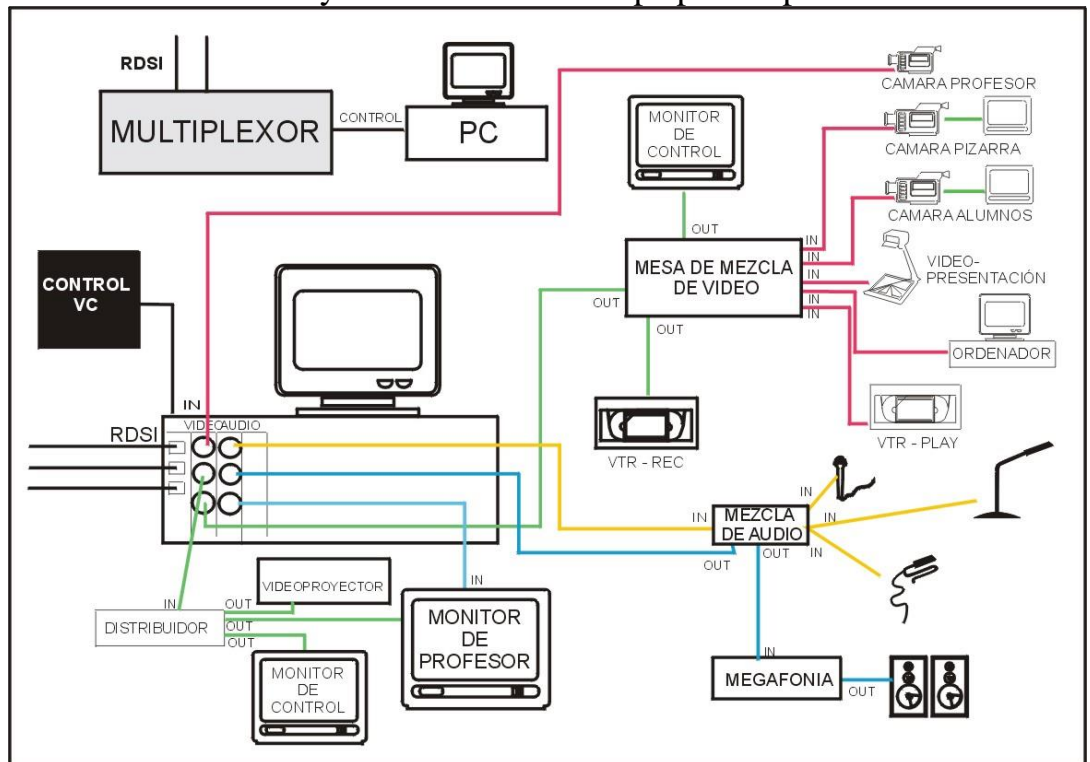 RDSI
MULTIPLEXOR
CONTROL
PC
MONITOR
DE
CONTROL
OUT
CAMARA PROFESOR
CAMARA PIZARRA
CAMARA ALUMNOS
VIDEO-
PRESENTACIÓN
ORDENADOR
VTR - PLAY
MESA DE MEZCLA
DE VIDEO
IN
IN
IN
IN
IN
OUT
OUT
VTR - REC
CONTROL
VC
IN
VIDEO AUDIO
RDSI
IN
MEZCLA
DE AUDIO
IN
IN
IN
OUT
OUT
IN
MEGAFONIA
OUT
VIDEOPROYECTOR
IN
DISTRIBUIDOR
OUT
OUT
OUT
IN
MONITOR
DE
PROFESOR
MONITOR
DE
CONTROL